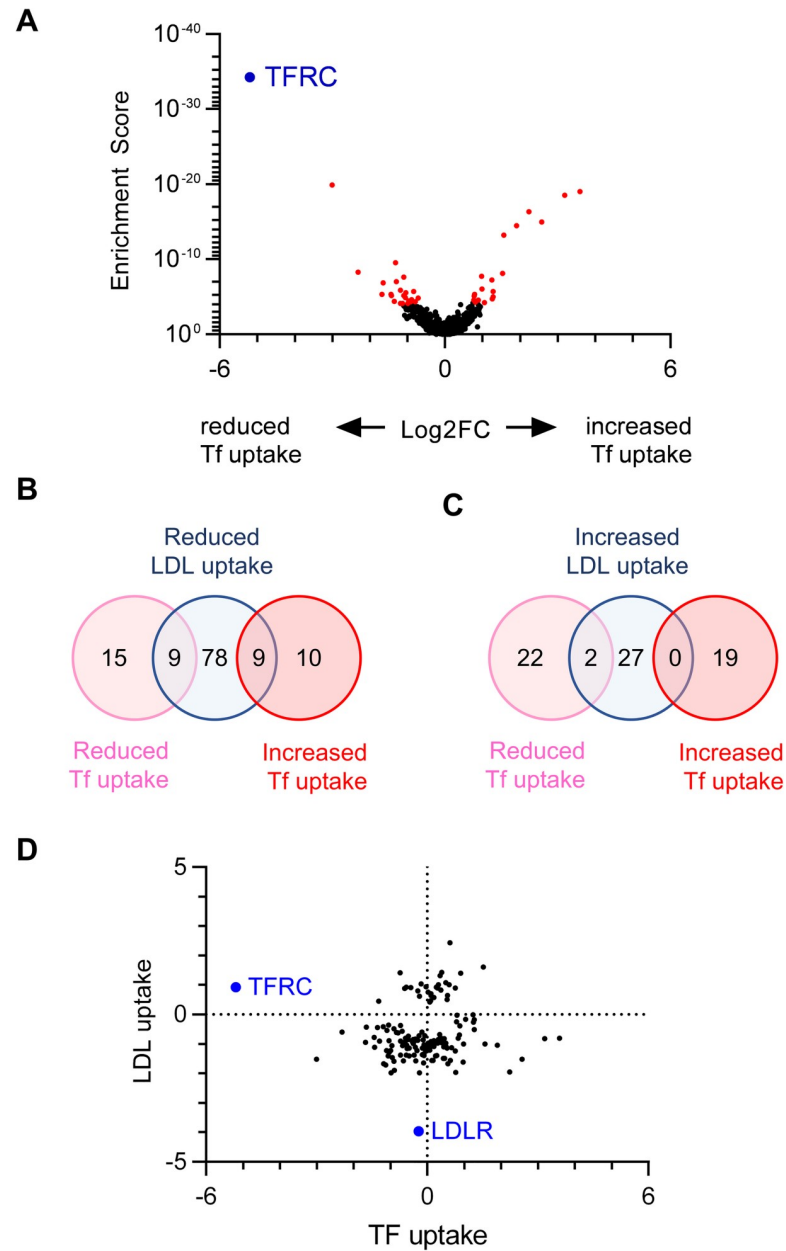 A
10-40
10-30
10-20
10-10
100
Enrichment Score
TFRC
-6
0
6
reduced
Tf uptake
Log2FC
increased
Tf uptake
B
Reduced
LDL uptake
15
9
78
9
10
Reduced
Tf uptake
Increased
Tf uptake
C
Increased
LDL uptake
22
2
27
0
19
Reduced
Tf uptake
Increased
Tf uptake
D
5
0
-5
LDL uptake
TFRC
LDLR
-6
0
6
TF uptake